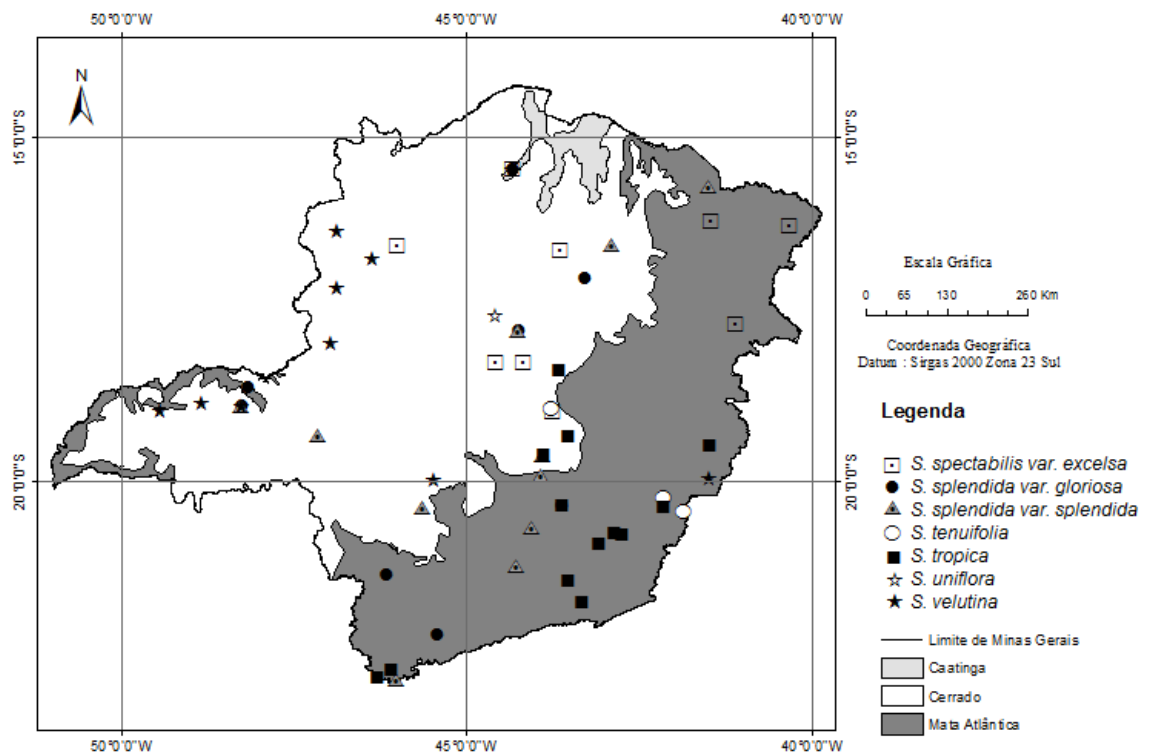 50°0'0"W 45°0'0"W 40°0'0"W
N
15°0'0"S 15°0'0"S
20°0'0"S 20°0'0"S
50°0'0"W 45°0'0"W 40°0'0"W
Escala Gráfica
0 65 130 260 Km
Coordenada Geográfica
Datum : Sirgas 2000 Zona 23 Sul
Legenda
S. spectabilis var. excelsa
S. splendida var. gloriosa
S. splendida var. splendida
S. tenuifolia
S. tropica
S. uniflora
S. velutina
Limite de Minas Gerais
Caatinga
Cerrado
Mata Atlântica